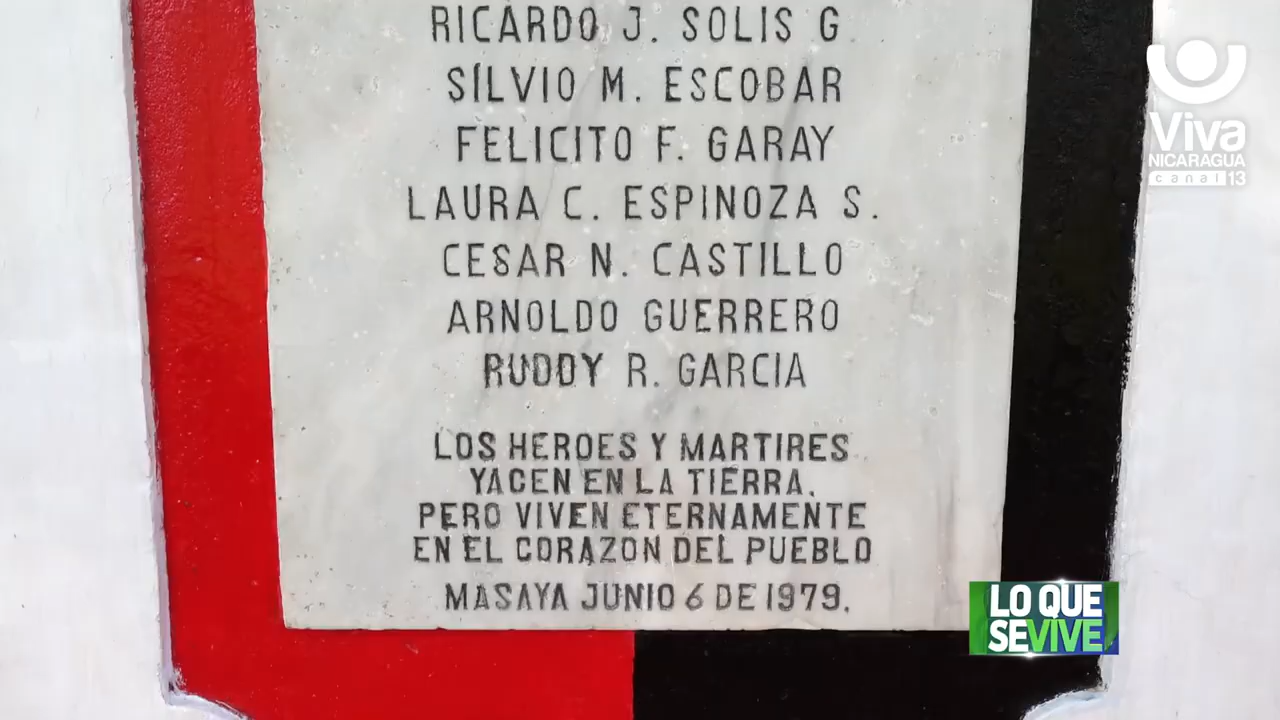 RICARDO J. SOLIS G.
SILVIO M. ESCOBAR
FELICITO F. GARAY
LAURA C. ESPINOZA S.
CESAR N. CASTILLO
ARNOLDO GUERRERO
RUDDY R. GARCIA
LOS HEROES Y MARTIRES
YACEN EN LA TIERRA,
PERO VIVEN ETERNAMENTE
EN EL CORAZON DEL PUEBLO
MASAYA JUNIO 6 DE 1979.
Viva
NICARAGUA
canal 13
LO QUE
SEVIVE